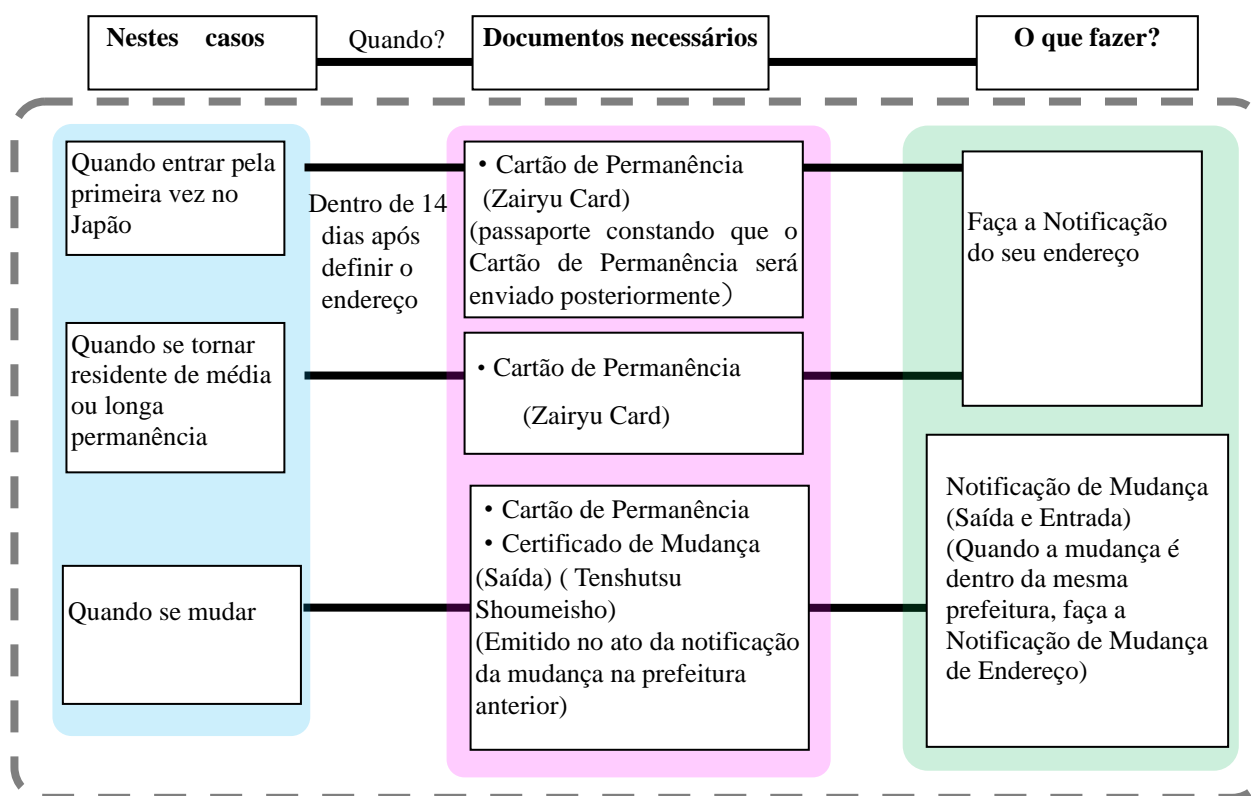 Nestes casos
Quando?
Documentos necessários
O que fazer?
Quando entrar pela
primeira vez no
Japão
Dentro de 14
dias após
definir o
endereço
・Cartão de Permanência
(Zairyu Card)
(passaporte constando que o
Cartão de Permanência será
enviado posteriormente）
Faça a Notificação
do seu endereço
Quando se tornar
residente de média
ou longa
permanência
・Cartão de Permanência
(Zairyu Card)
Quando se mudar
・Cartão de Permanência
・Certificado de Mudança
(Saída) ( Tenshutsu
Shoumeisho)
(Emitido no ato da notificação
da mudança na prefeitura
anterior)
Notificação de Mudança
(Saída e Entrada)
(Quando a mudança é
dentro da mesma
prefeitura, faça a
Notificação de Mudança
de Endereço)